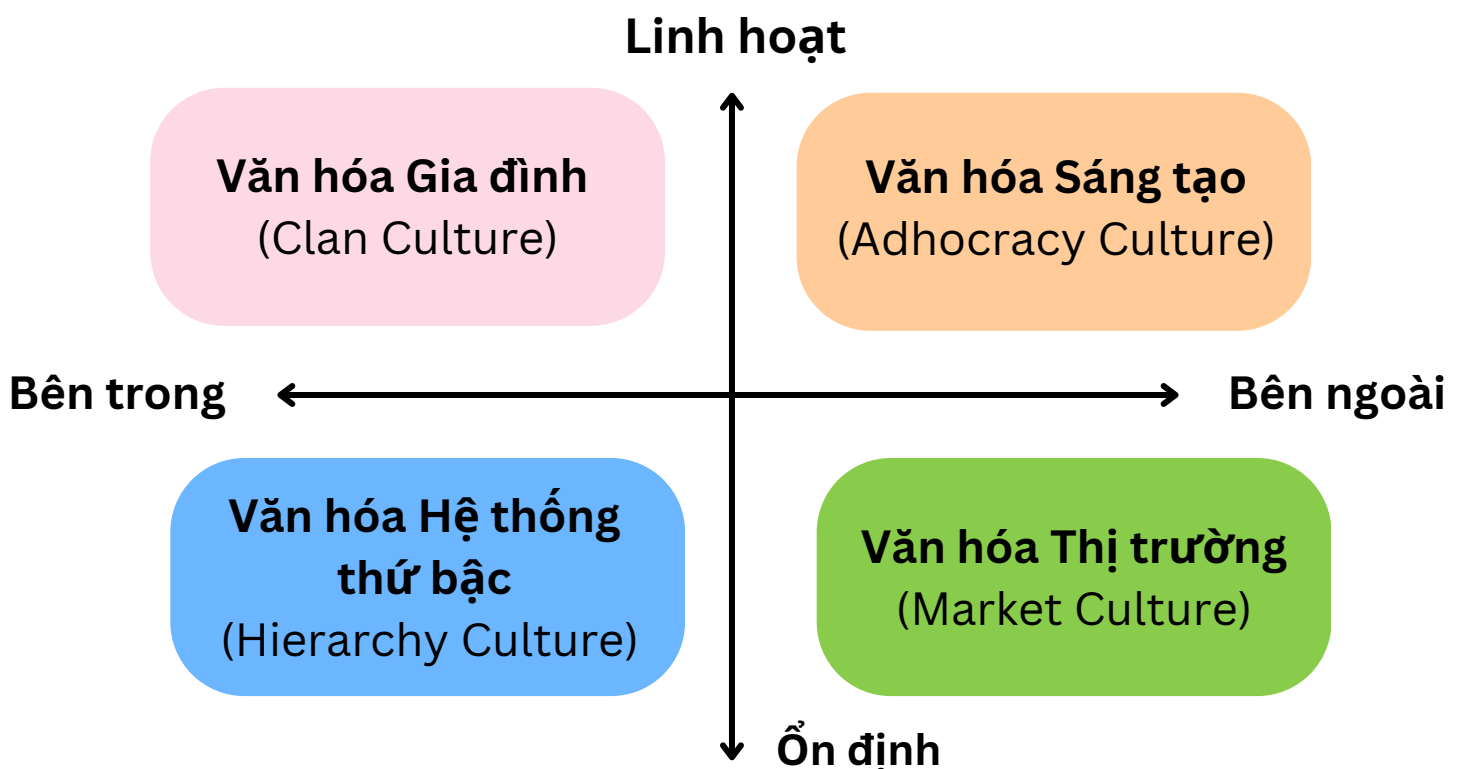 Linh hoạt
Văn hóa Gia đình
(Clan Culture)
Văn hóa Sáng tạo
(Adhocracy Culture)
Bên trong
Bên ngoài
Văn hóa Hệ thống
thứ bậc
(Hierarchy Culture)
Văn hóa Thị trường
(Market Culture)
Ổn định